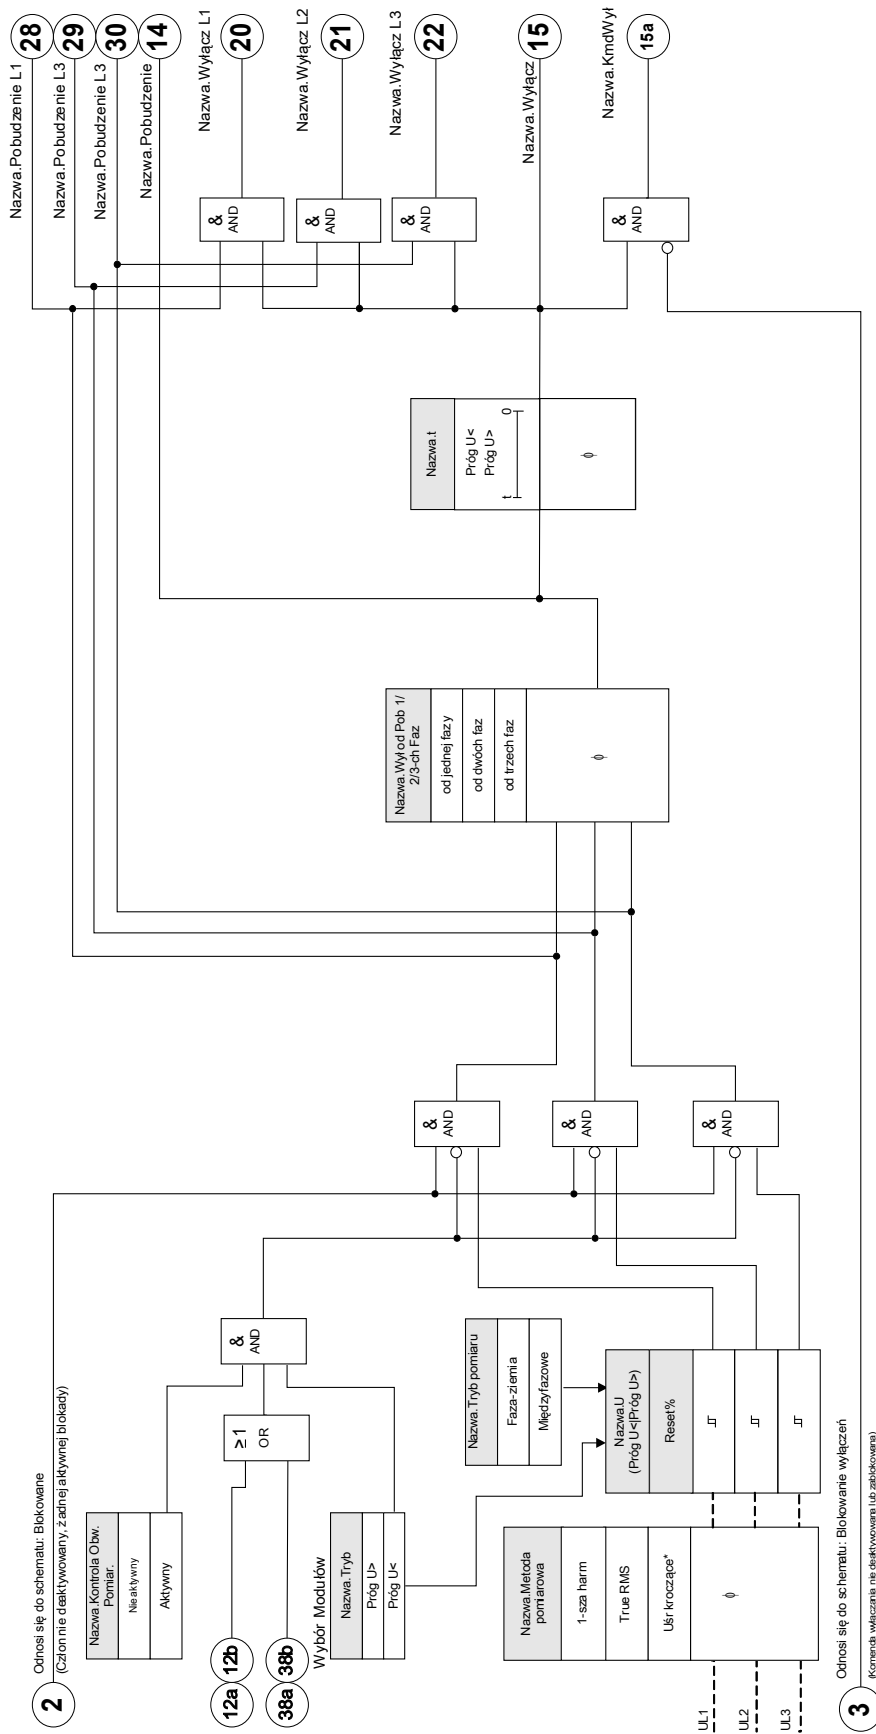 2
Odnosi się do schematu: Blokowane
(Człon nie deaktywowany, żadnej aktywnej blokady)
Nazwa.Kontrola Obw.
Pomiar.
Nieaktywny
Aktywny
12a
12b
38a
38b
≥1
OR
&
AND
Wybór Modułów
Nazwa.Tryb
Próg U>
Próg U<
Nazwa.Tryb pomiaru
Faza-ziemia
Międzyfazowe
Nazwa.Metoda
pomiarowa
1-sza harm
True RMS
Uśr kroczące*
φ
UL1
UL2
UL3
Nazwa.U
(Próg U<|Próg U>)
Reset%
&
AND
&
AND
&
AND
Nazwa.Wył od Pob 1/
2/3-ch Faz
od jednej fazy
od dwóch faz
od trzech faz
φ
Nazwa.t
Próg U<
Próg U>
t
0
φ
&
AND
&
AND
&
AND
&
AND
Nazwa.Pobudzenie L1
28
Nazwa.Pobudzenie L3
29
Nazwa.Pobudzenie L3
30
Nazwa.Pobudzenie
14
Nazwa.Wyłącz L1
20
Nazwa.Wyłącz L2
21
Nazwa.Wyłącz L3
22
Nazwa.Wyłącz
15
Nazwa.KmdWył
15a
3
Odnosi się do schematu: Blokowanie wyłączeń
(Komenda włączania nie deaktywowana lub zablokowana)